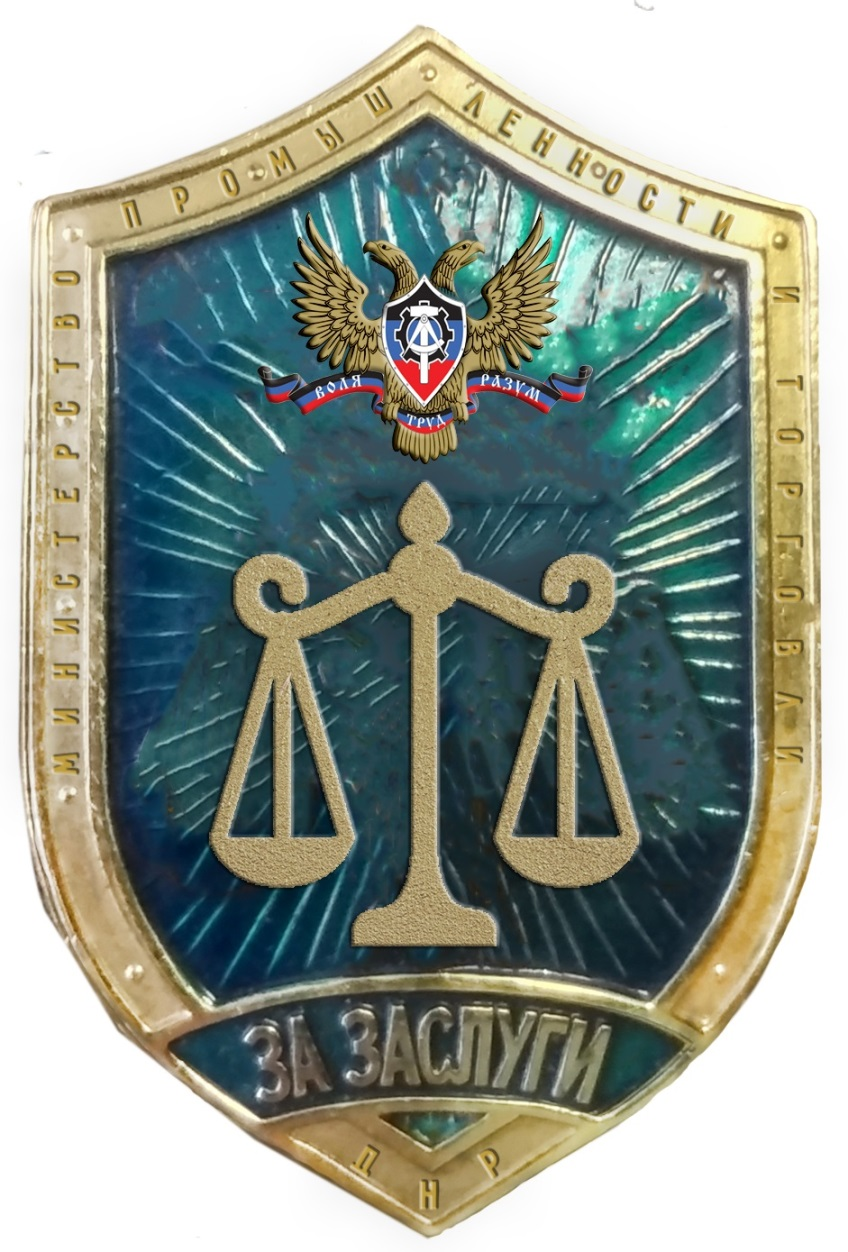 МИНИСТЕРСТВО ПРОМЫШЛЕННОСТИ И ТОРГОВЛИ
ВОЛЯ ТРУД РАЗУМ
ЗА ЗАСЛУГИ
ДНР